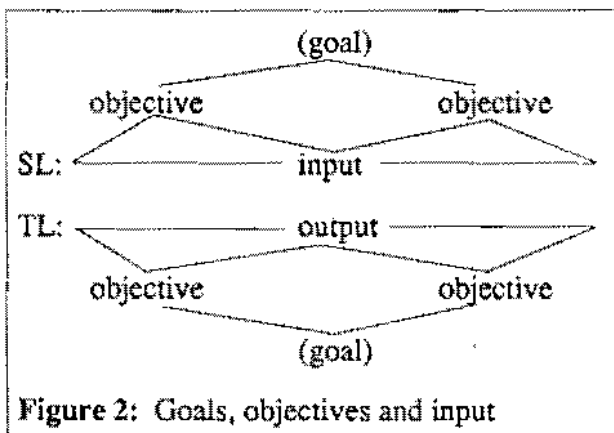 (goal)
objective objective
SL: input
TL: output
objective objective
(goal)
Figure 2: Goals, objectives and input